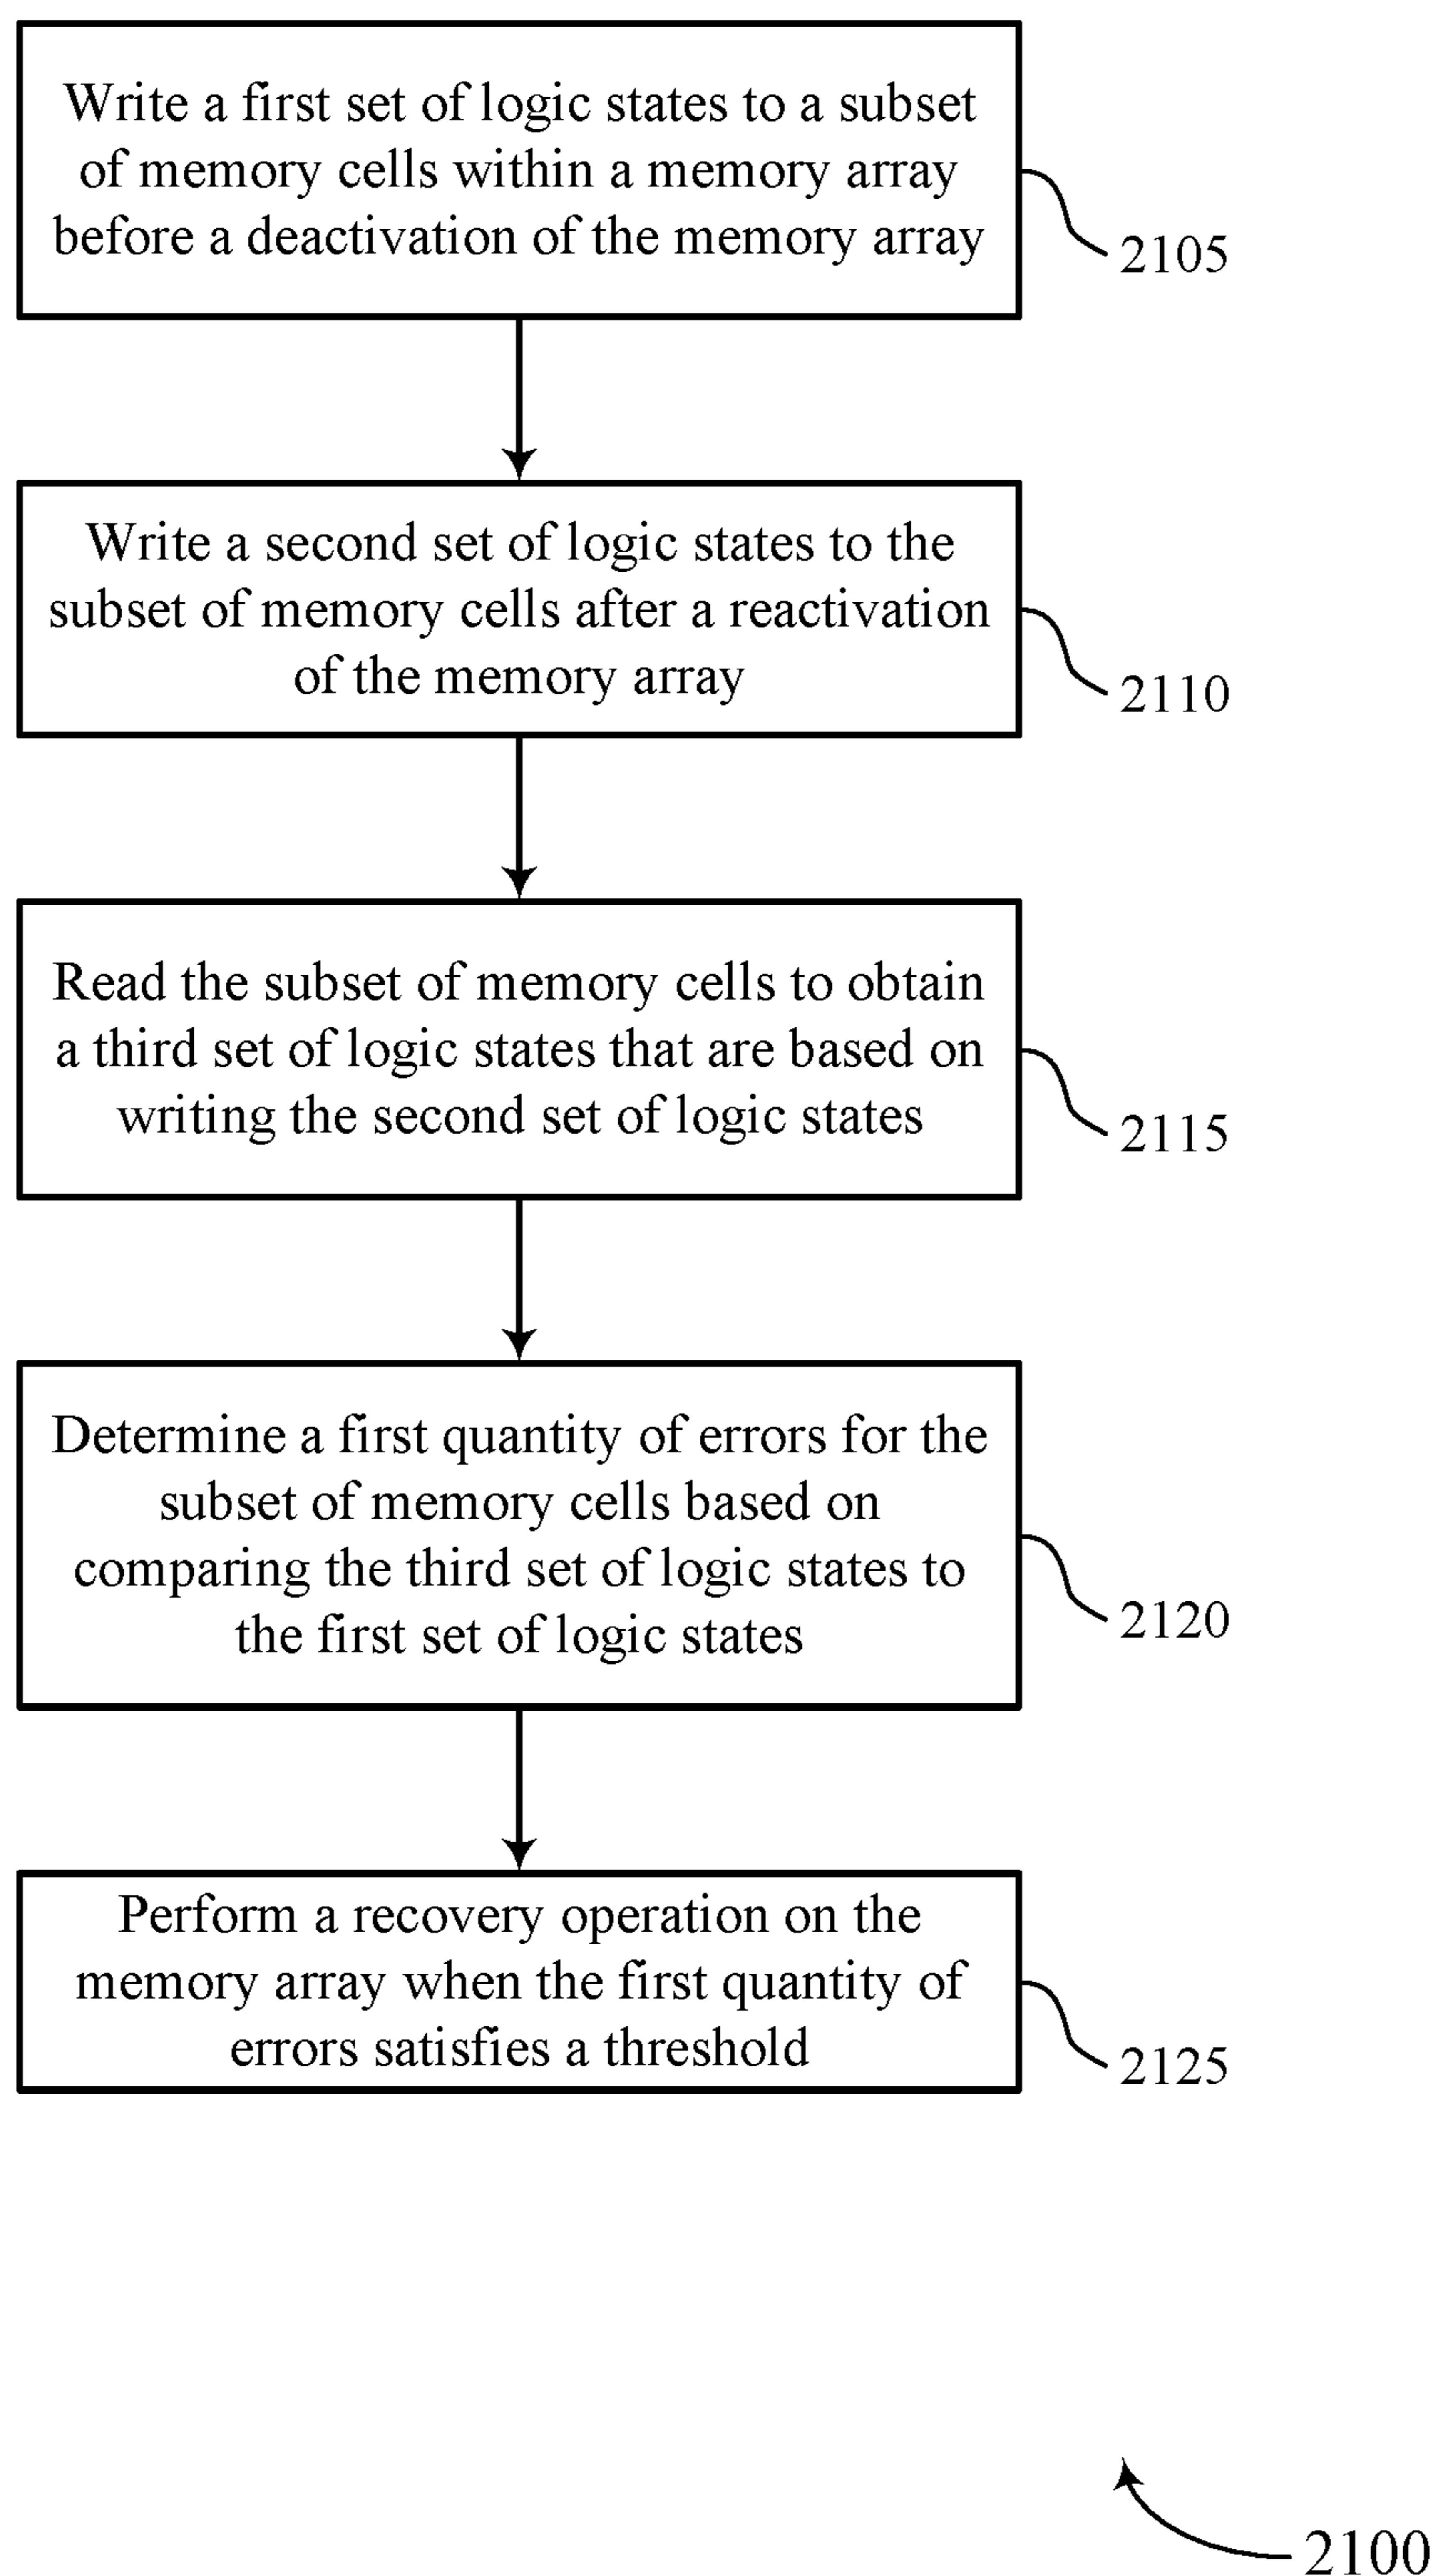 Write a first set of logic states to a subset
of memory cells within a memory array
before a deactivation of the memory array
2105
Write a second set of logic states to the
subset of memory cells after a reactivation
of the memory array
2110
Read the subset of memory cells to obtain
a third set of logic states that are based on
writing the second set of logic states
2115
Determine a first quantity of errors for the
subset of memory cells based on
comparing the third set of logic states to
the first set of logic states
2120
Perform a recovery operation on the
memory array when the first quantity of
errors satisfies a threshold
2125
2100